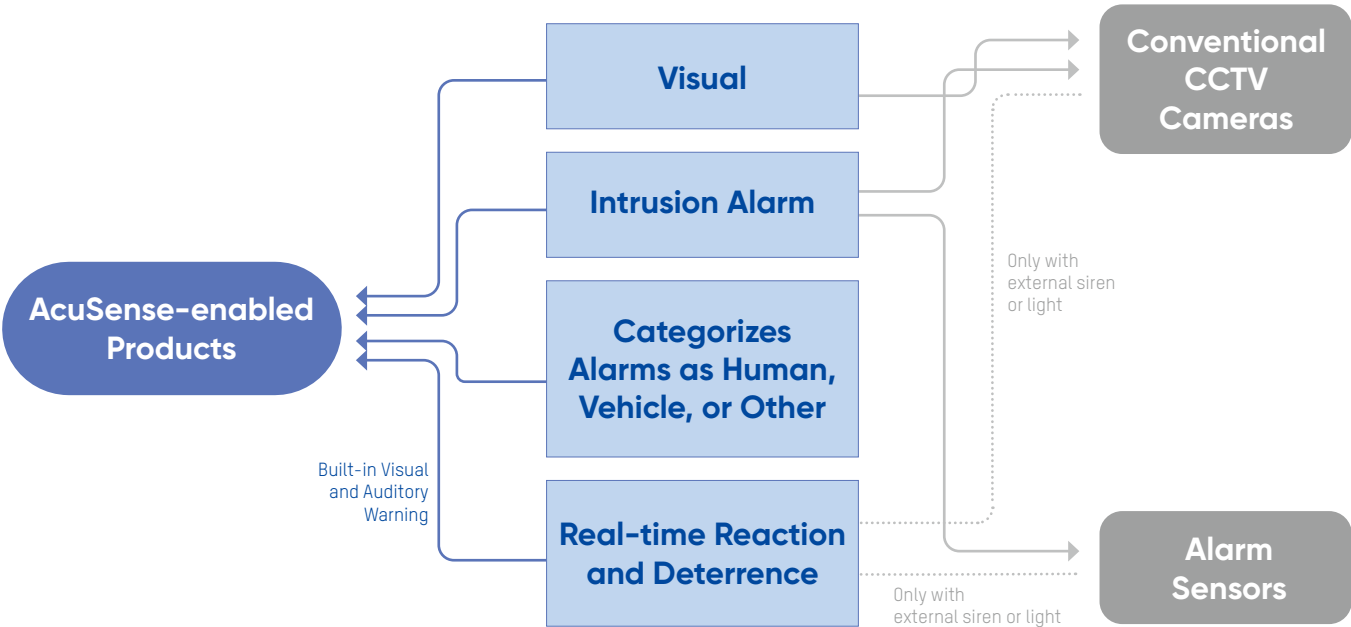 AcuSense-enabled
Products
Built-in Visual
and Auditory
Warning
Visual
Intrusion Alarm
Categorizes
Alarms as Human,
Vehicle, or Other
Real-time Reaction
and Deterrence
Only with
external siren
or light
Only with
external siren or light
Conventional
CCTV
Cameras
Alarm
Sensors